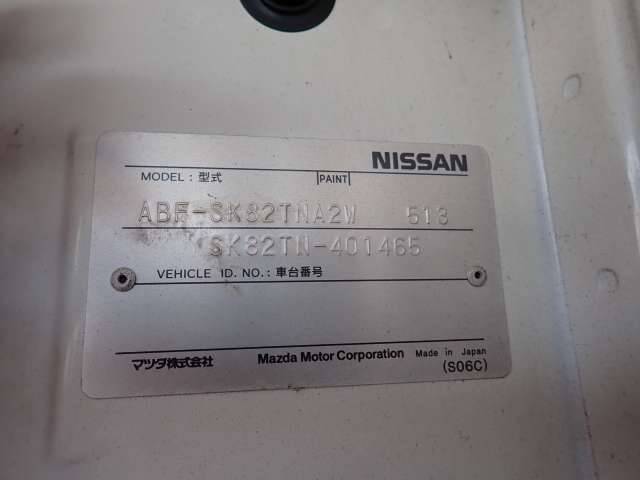 NISSAN
MODEL : 型式 PAINT
ABF-SK82TNA2W 513
SK82TN-401465
VEHICLE ID. NO. : 車台番号
マツダ株式会社 Mazda Motor Corporation Made in Japan
(S06C)